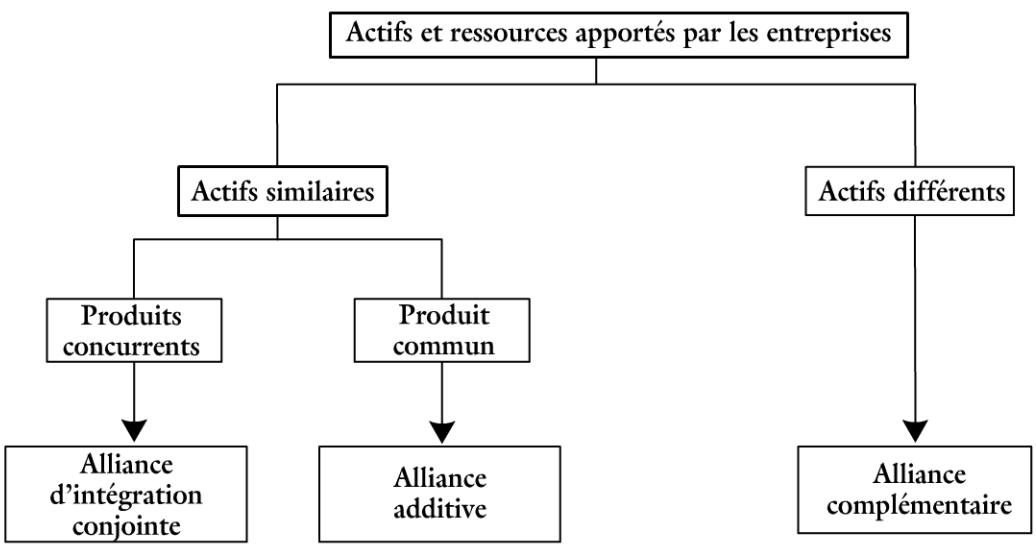 Actifs et ressources apportés par les entreprises
Actifs similaires
Actifs différents
Produits
concurrents
Produit
commun
Alliance
d’intégration
conjointe
Alliance
additive
Alliance
complémentaire